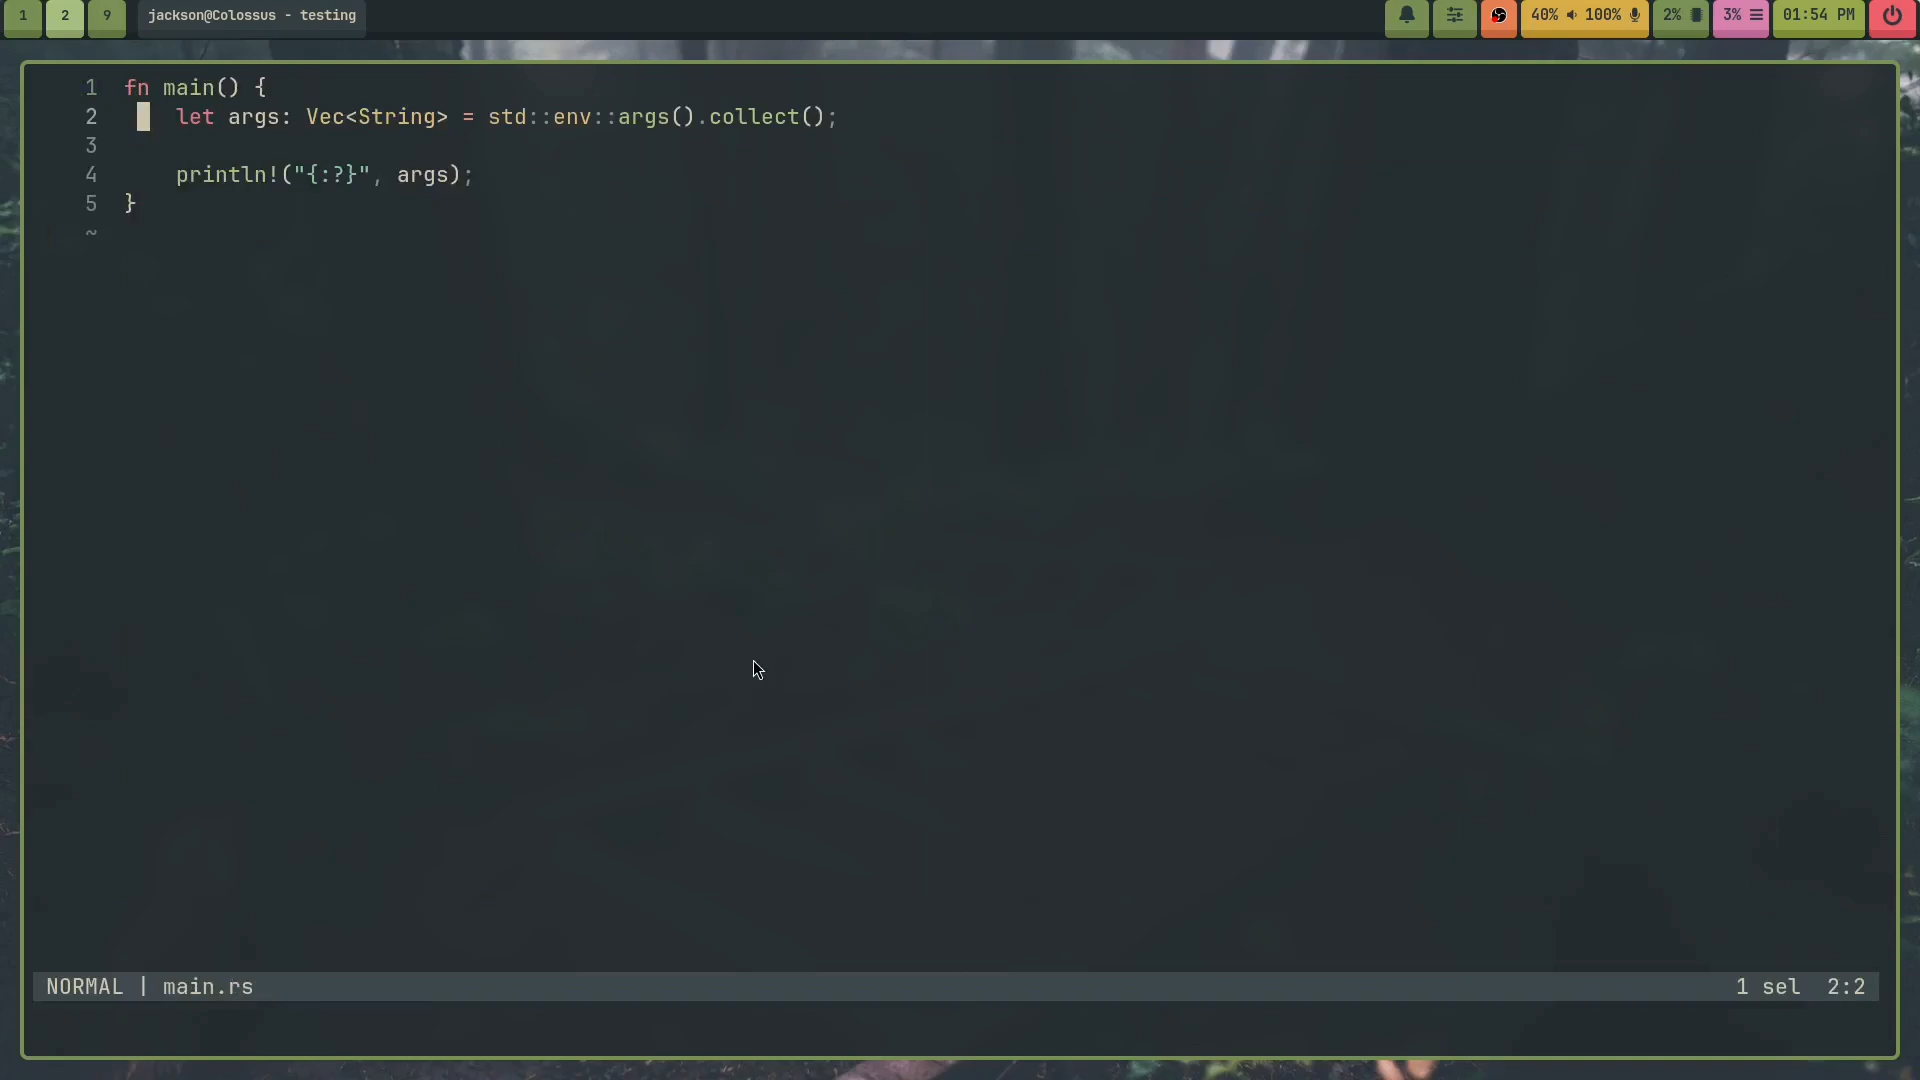 1 2 9 jackson@Colossus - testing 40% 100% 2% 3% 01:54 PM
1 fn main() {
2     let args: Vec<String> = std::env::args().collect();
3
4     println!("{:?}", args);
5 }
~
NORMAL | main.rs 1 sel 2:2